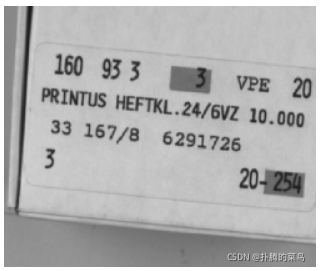 160 93 3 3 VPE 20
PRINTUS HEFTKL.24/6VZ 10.000
33 167/8 6291726
3
20-254
CSDN @扑腾的菜鸟